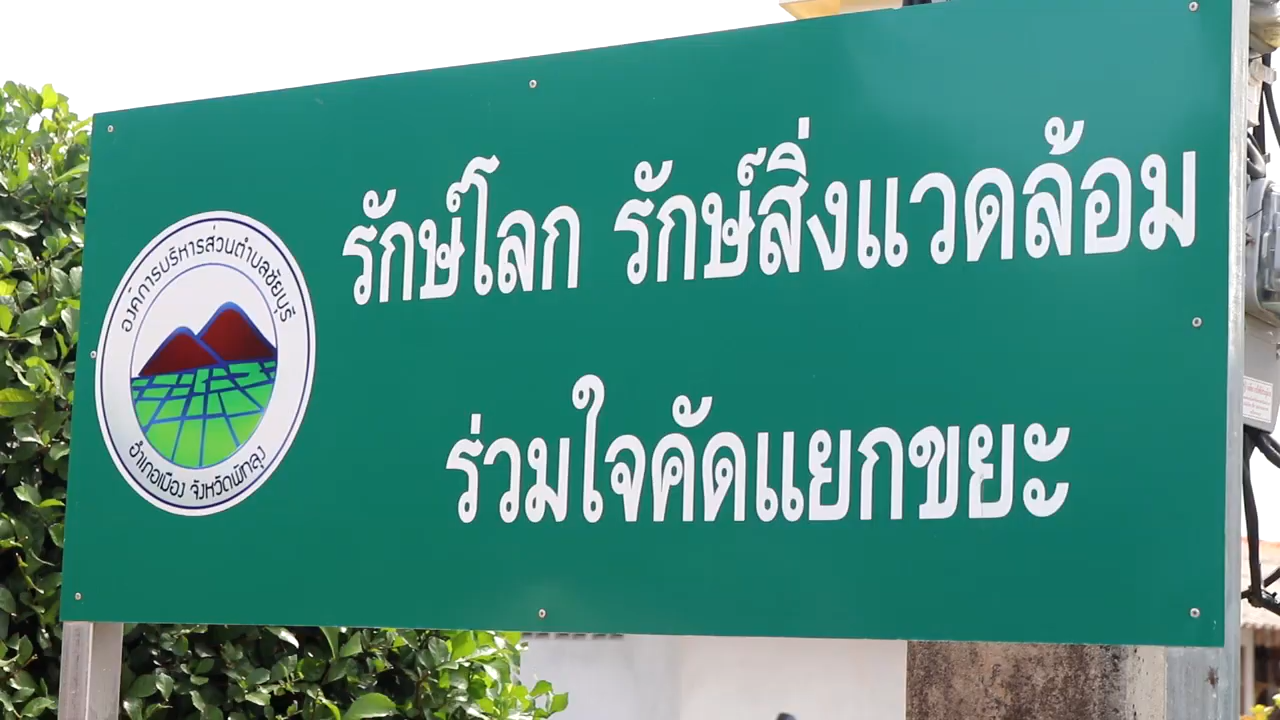 รักษ์โลก รักษ์สิ่งแวดล้อม
ร่วมใจคัดแยกขยะ
องค์การบริหารส่วนตำบลชัยบุรี
อำเภอเมือง จังหวัดพัทลุง